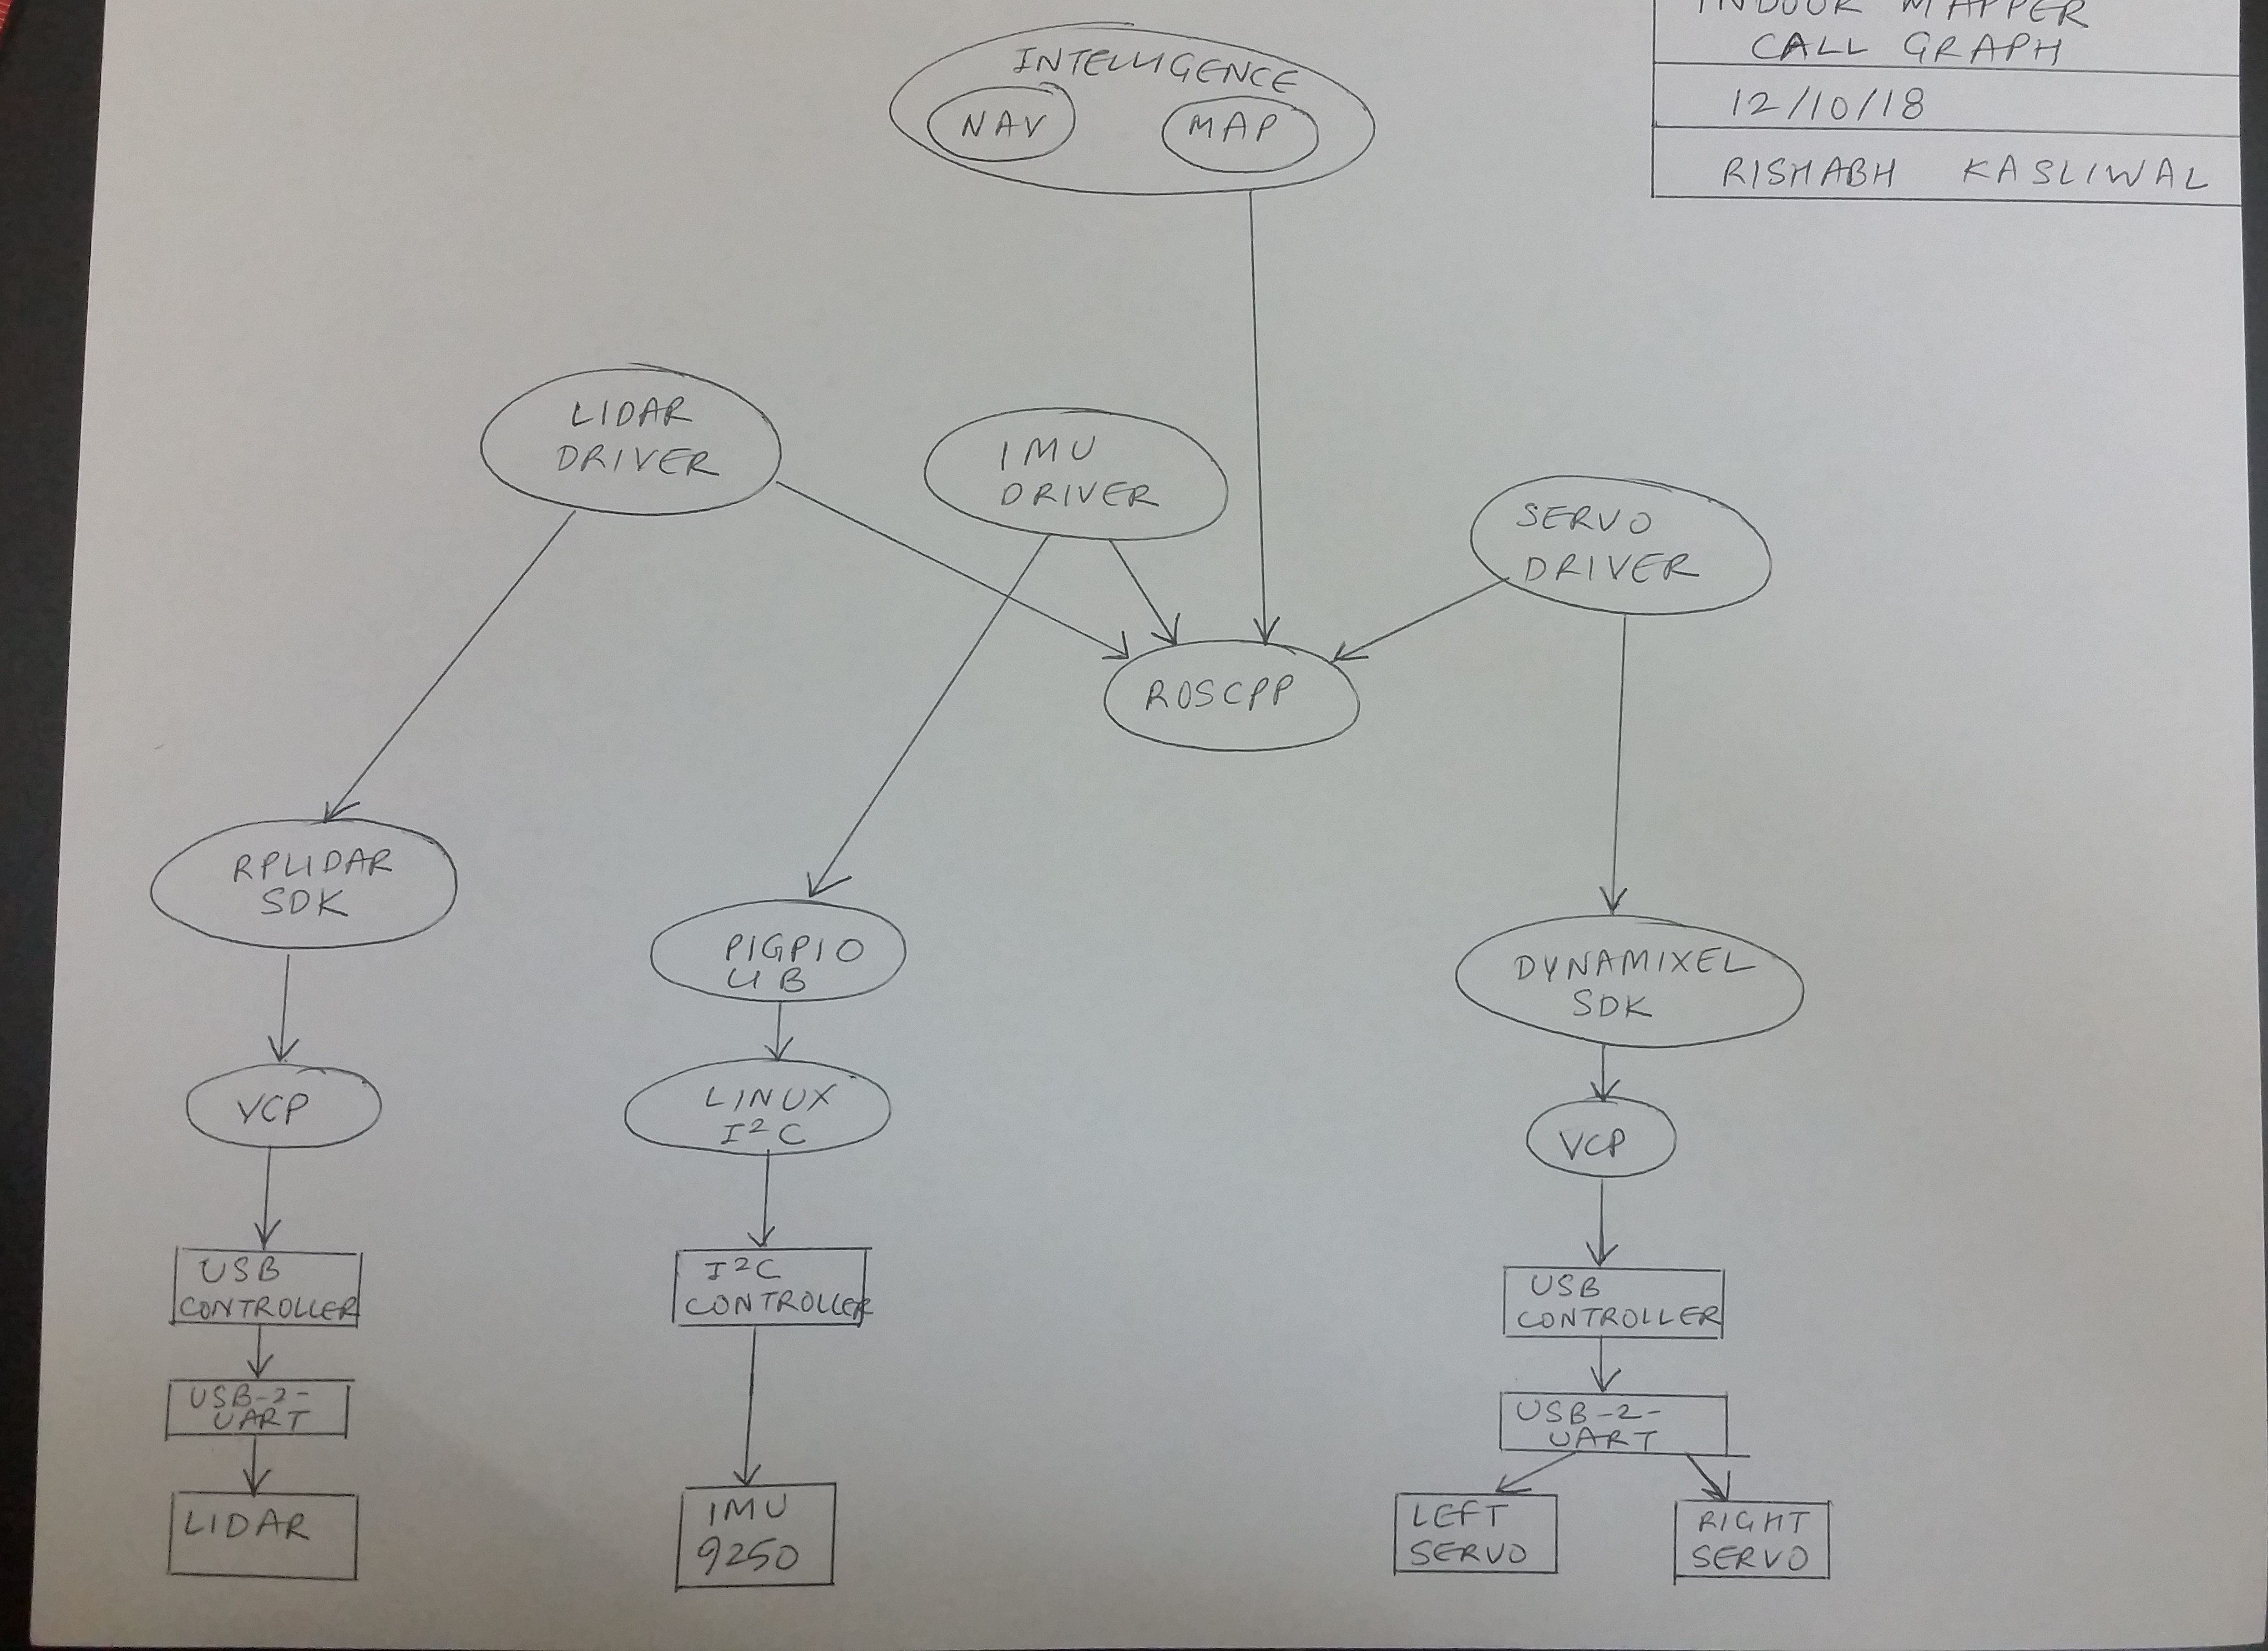 INDOOR MAPPER
CALL GRAPH
12/10/18
RISHABH KASLIWAL
INTELLIGENCE
NAV
MAP
LIDAR
DRIVER
IMU
DRIVER
SERVO
DRIVER
ROSCPP
RPLIDAR
SDK
PIGPIO
LIB
DYNAMIXEL
SDK
VCP
LINUX
I²C
VCP
USB
CONTROLLER
I²C
CONTROLLER
USB
CONTROLLER
USB-2-
UART
USB-2-
UART
LIDAR
IMU
9250
LEFT
SERVO
RIGHT
SERVO